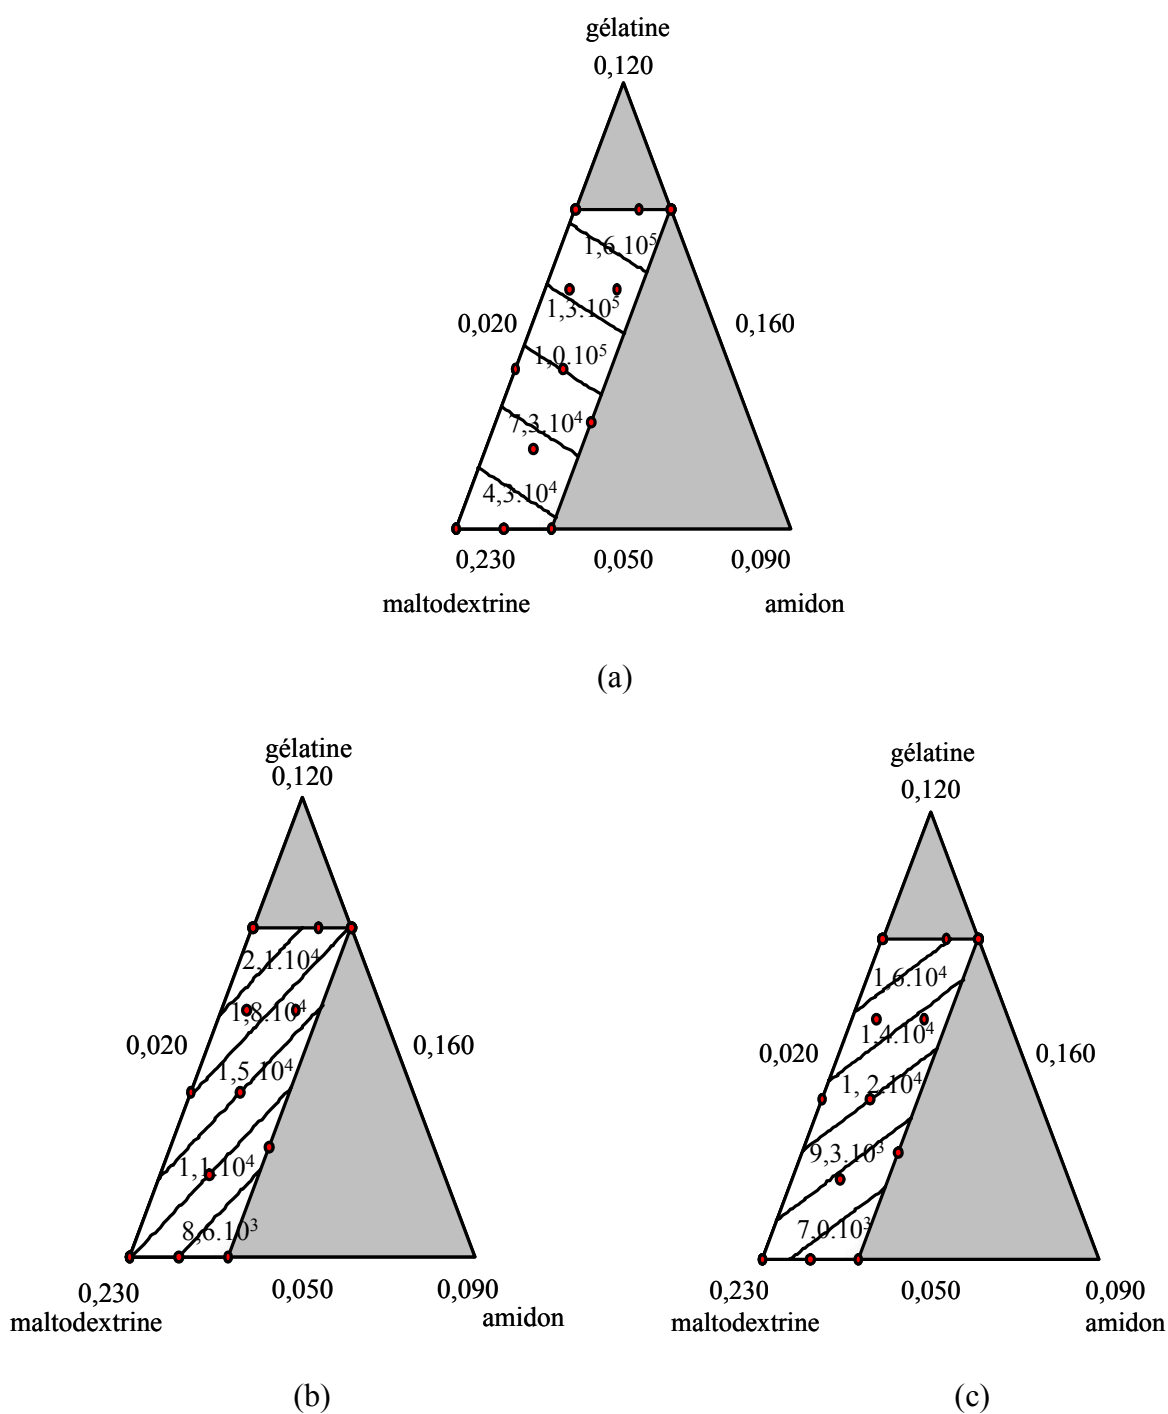 gélatine
0,120
1,6.10⁵
1,3.10⁵
0,020
0,160
1,0.10⁵
7,3.10⁴
4,3.10⁴
0,230
0,050
0,090
maltodextrine
amidon
(a)
gélatine
0,120
2,1.10⁴
1,8.10⁴
0,020
0,160
1,5.10⁴
1,1.10⁴
8,6.10³
0,230
0,050
0,090
maltodextrine
amidon
(b)
gélatine
0,120
1,6.10⁴
1,4.10⁴
0,020
0,160
1, 2.10⁴
9,3.10³
7,0.10³
0,230
0,050
0,090
maltodextrine
amidon
(c)